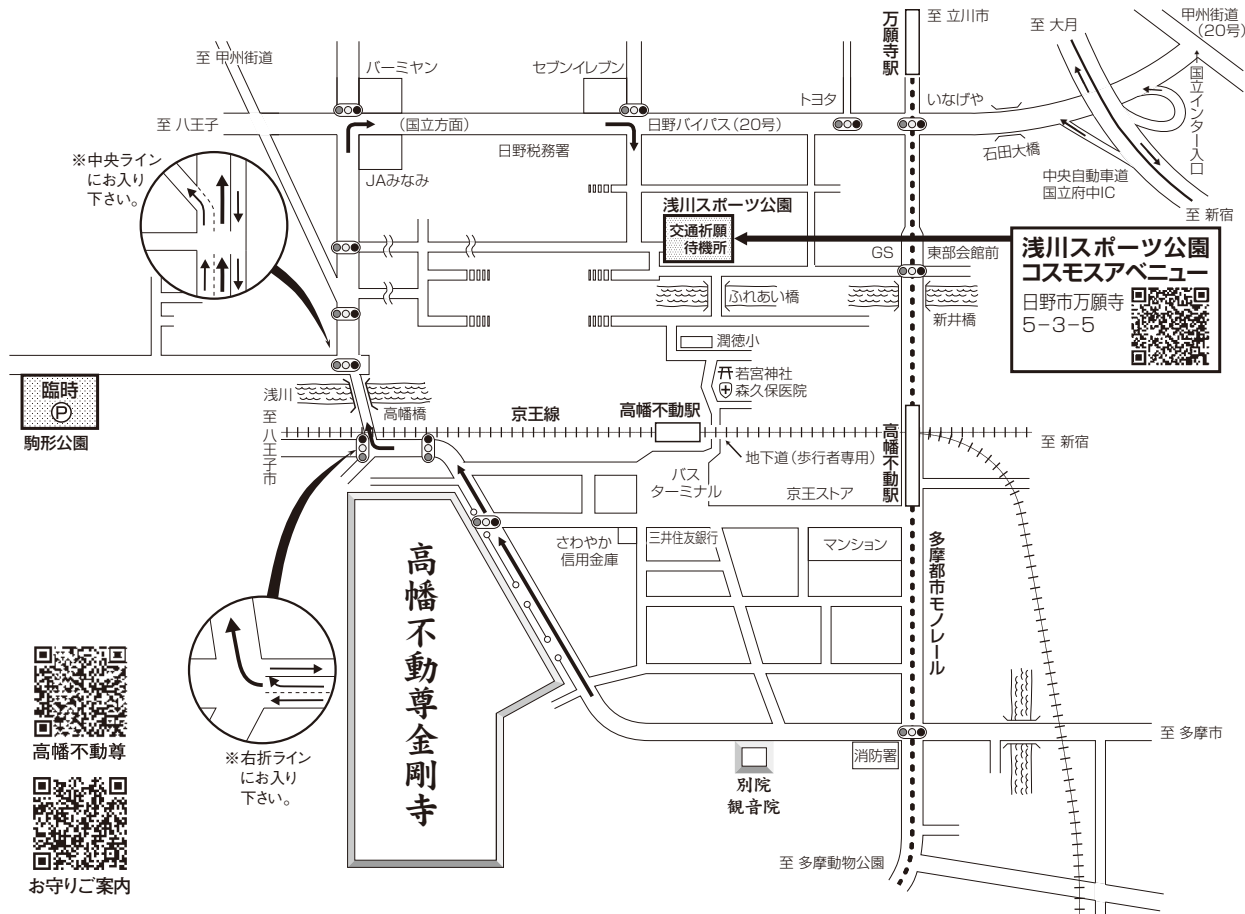 至 甲州街道
バーミヤン
セブンイレブン
万願寺駅
至 立川市
至 大月
甲州街道
(20号)
トヨタ
いなげや
国立インター入口
至 八王子
(国立方面)
日野バイパス(20号)
日野税務署
JAみなみ
石田大橋
中央自動車道
国立府中IC
至 新宿
※中央ライン
にお入り
下さい。
浅川スポーツ公園
交通祈願
待機所
GS
東部会館前
浅川スポーツ公園
コスモスアベニュー
日野市万願寺
5-3-5
ふれあい橋
新井橋
潤徳小
若宮神社
森久保医院
臨時
P
駒形公園
浅川
高幡橋
至 八王子市
京王線
高幡不動駅
高幡不動駅
至 新宿
地下道(歩行者専用)
バス
ターミナル
京王ストア
さわやか
信用金庫
三井住友銀行
マンション
多摩都市モノレール
高幡不動尊金剛寺
高幡不動尊
お守りご案内
※右折ライン
にお入り
下さい。
別院
観音院
消防署
至 多摩市
至 多摩動物公園